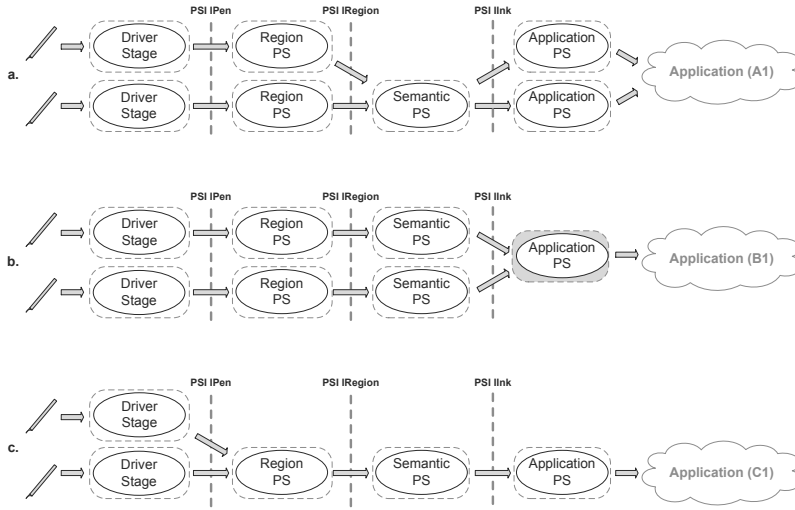 PSI IPen PSI IRegion PSI IInk
Driver Stage
Region PS
Application PS
Application (A1)
a.
Driver Stage
Region PS
Semantic PS
Application PS
PSI IPen PSI IRegion PSI IInk
Driver Stage
Region PS
Semantic PS
Application PS
Application (B1)
b.
Driver Stage
Region PS
Semantic PS
PSI IPen PSI IRegion PSI IInk
Driver Stage
c.
Driver Stage
Region PS
Semantic PS
Application PS
Application (C1)